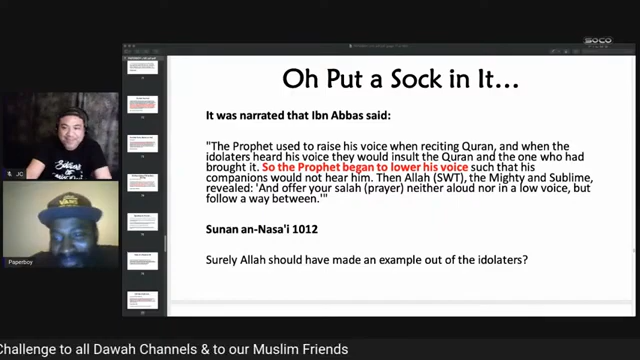 SOCO
FILMS
Oh Put a Sock in It...
It was narrated that Ibn Abbas said:
"The Prophet used to raise his voice when reciting Quran, and when the
idolaters heard his voice they would insult the Quran and the one who had
brought it. So the Prophet began to lower his voice such that his
companions would not hear him. Then Allah (SWT), the Mighty and Sublime,
revealed: 'And offer your salah (prayer) neither aloud nor in a low voice, but
follow a way between.'"
Sunan an-Nasa'i 1012
Surely Allah should have made an example out of the idolaters?
JC
VANS
Paperboy
Challenge to all Dawah Channels & to our Muslim Friends